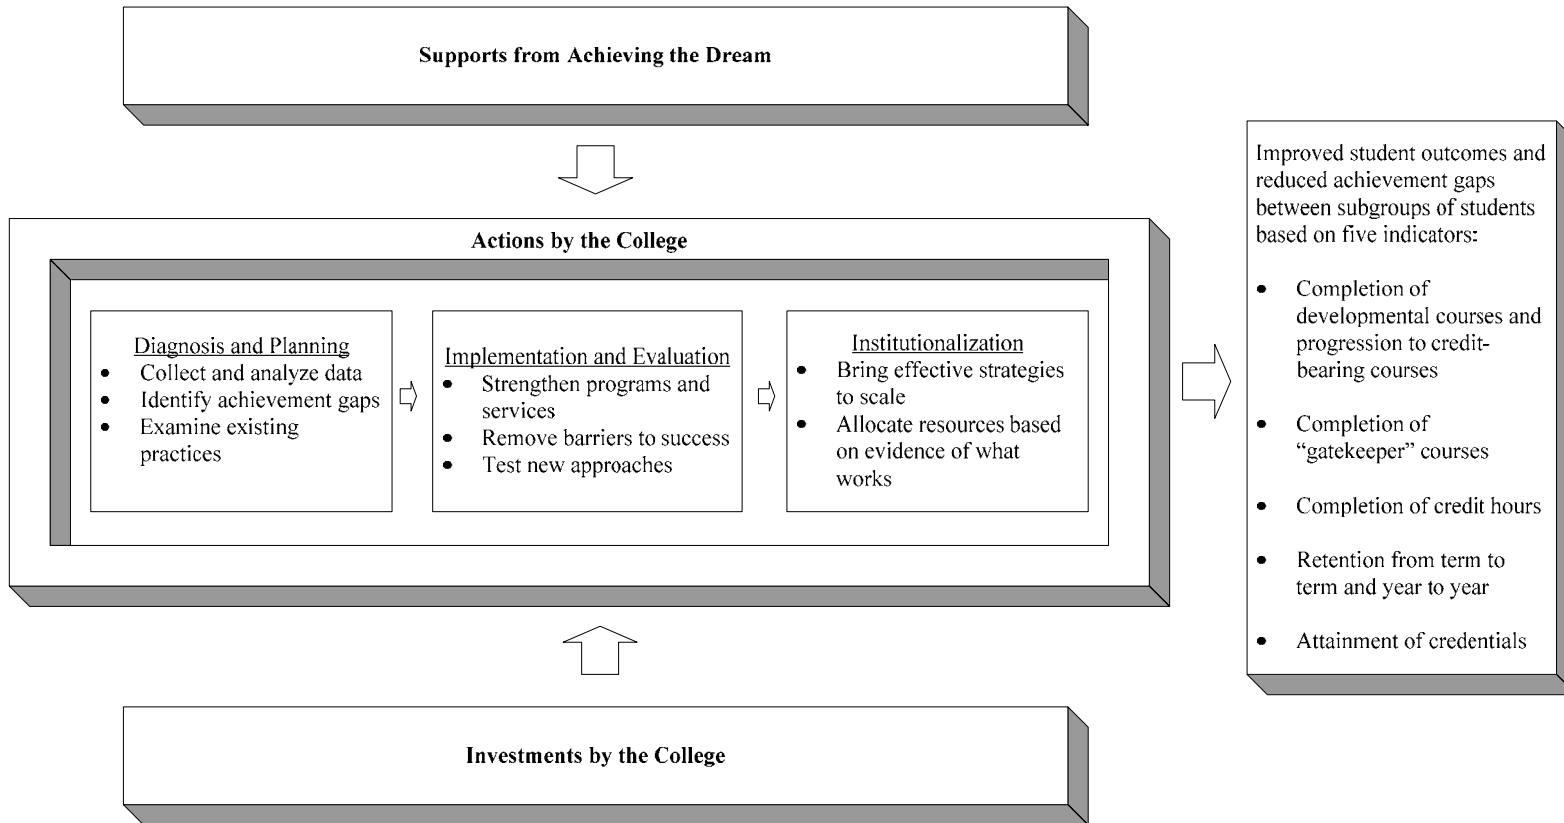 Supports from Achieving the Dream
Actions by the College
Diagnosis and Planning
• Collect and analyze data
• Identify achievement gaps
• Examine existing
practices
Implementation and Evaluation
• Strengthen programs and
services
• Remove barriers to success
• Test new approaches
Institutionalization
• Bring effective strategies
to scale
• Allocate resources based
on evidence of what
works
Investments by the College
Improved student outcomes and
reduced achievement gaps
between subgroups of students
based on five indicators:
• Completion of
developmental courses and
progression to credit-
bearing courses
• Completion of
“gatekeeper” courses
• Completion of credit hours
• Retention from term to
term and year to year
• Attainment of credentials